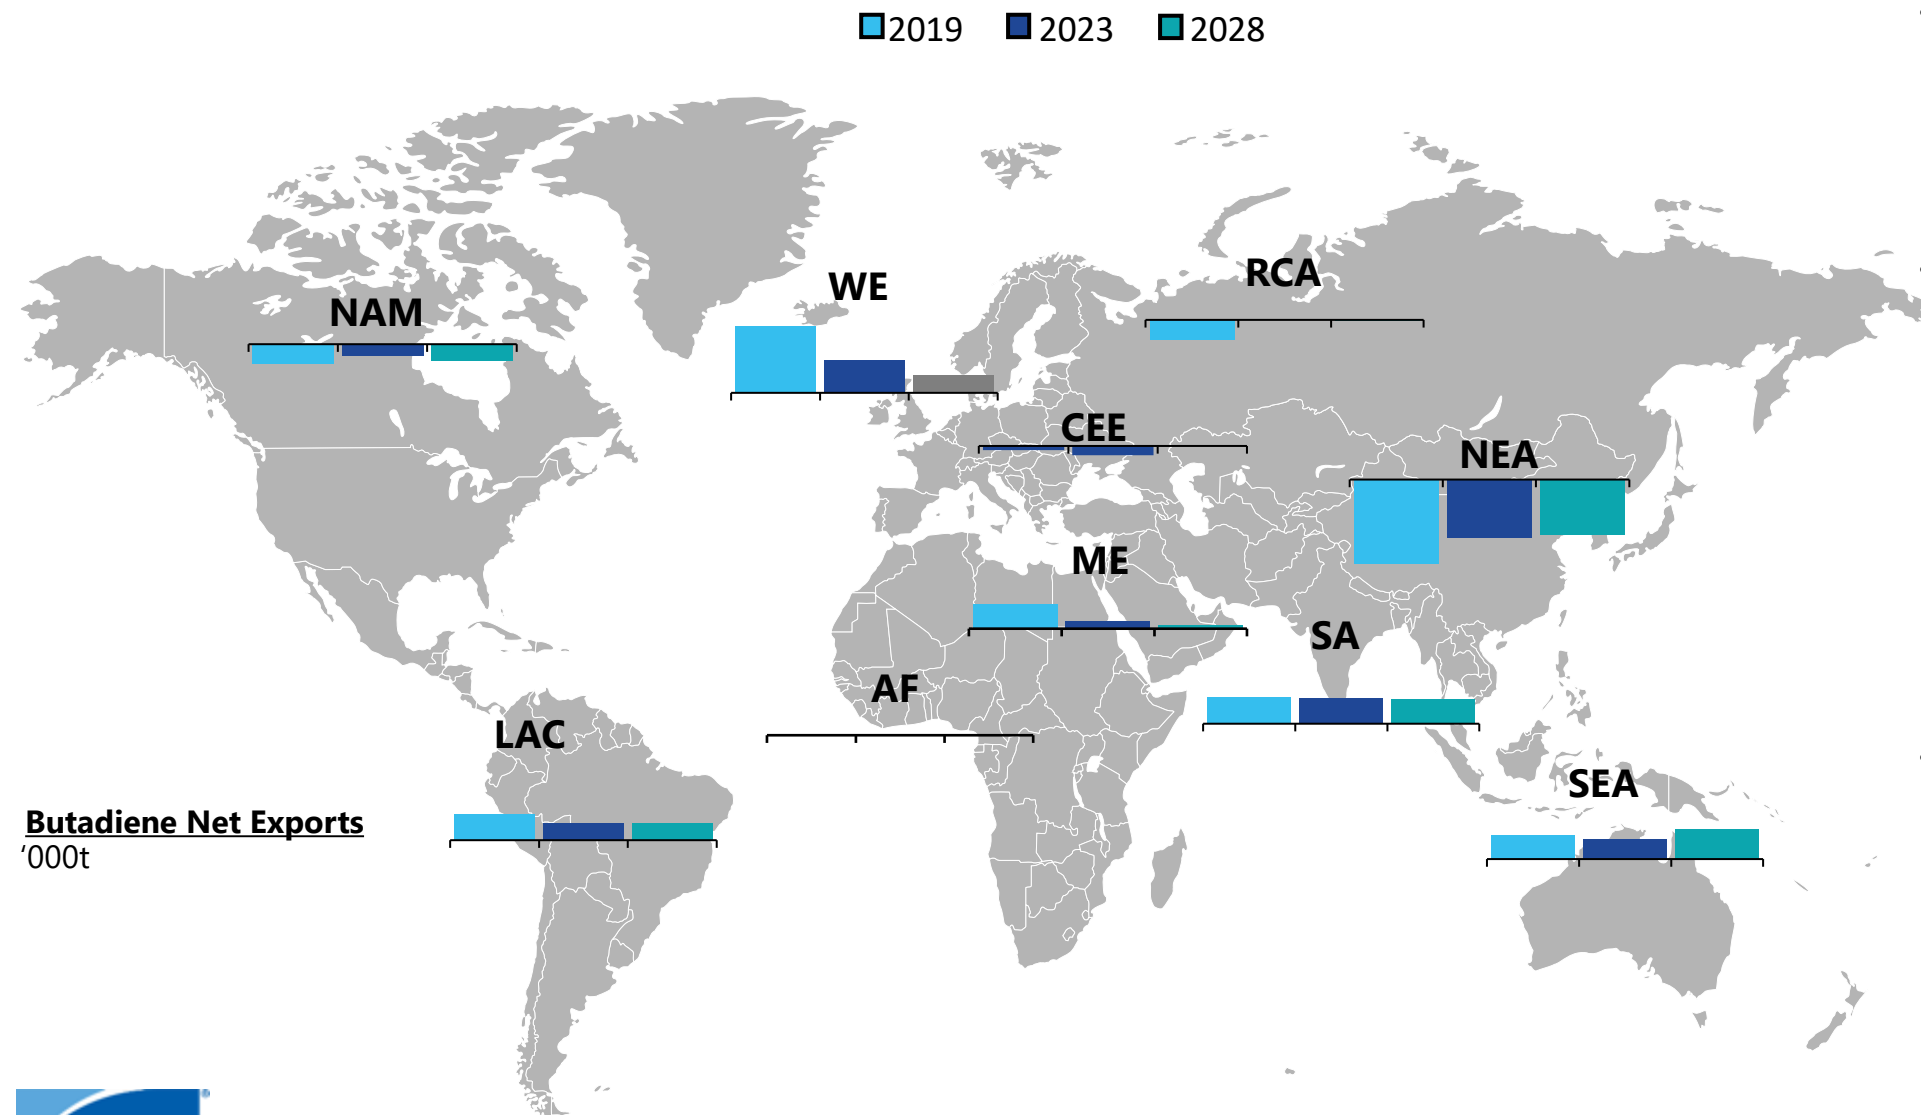 2019 2023 2028
WE
RCA
NAM
CEE
NEA
ME
SA
AF
LAC
SEA
Butadiene Net Exports
‘000t